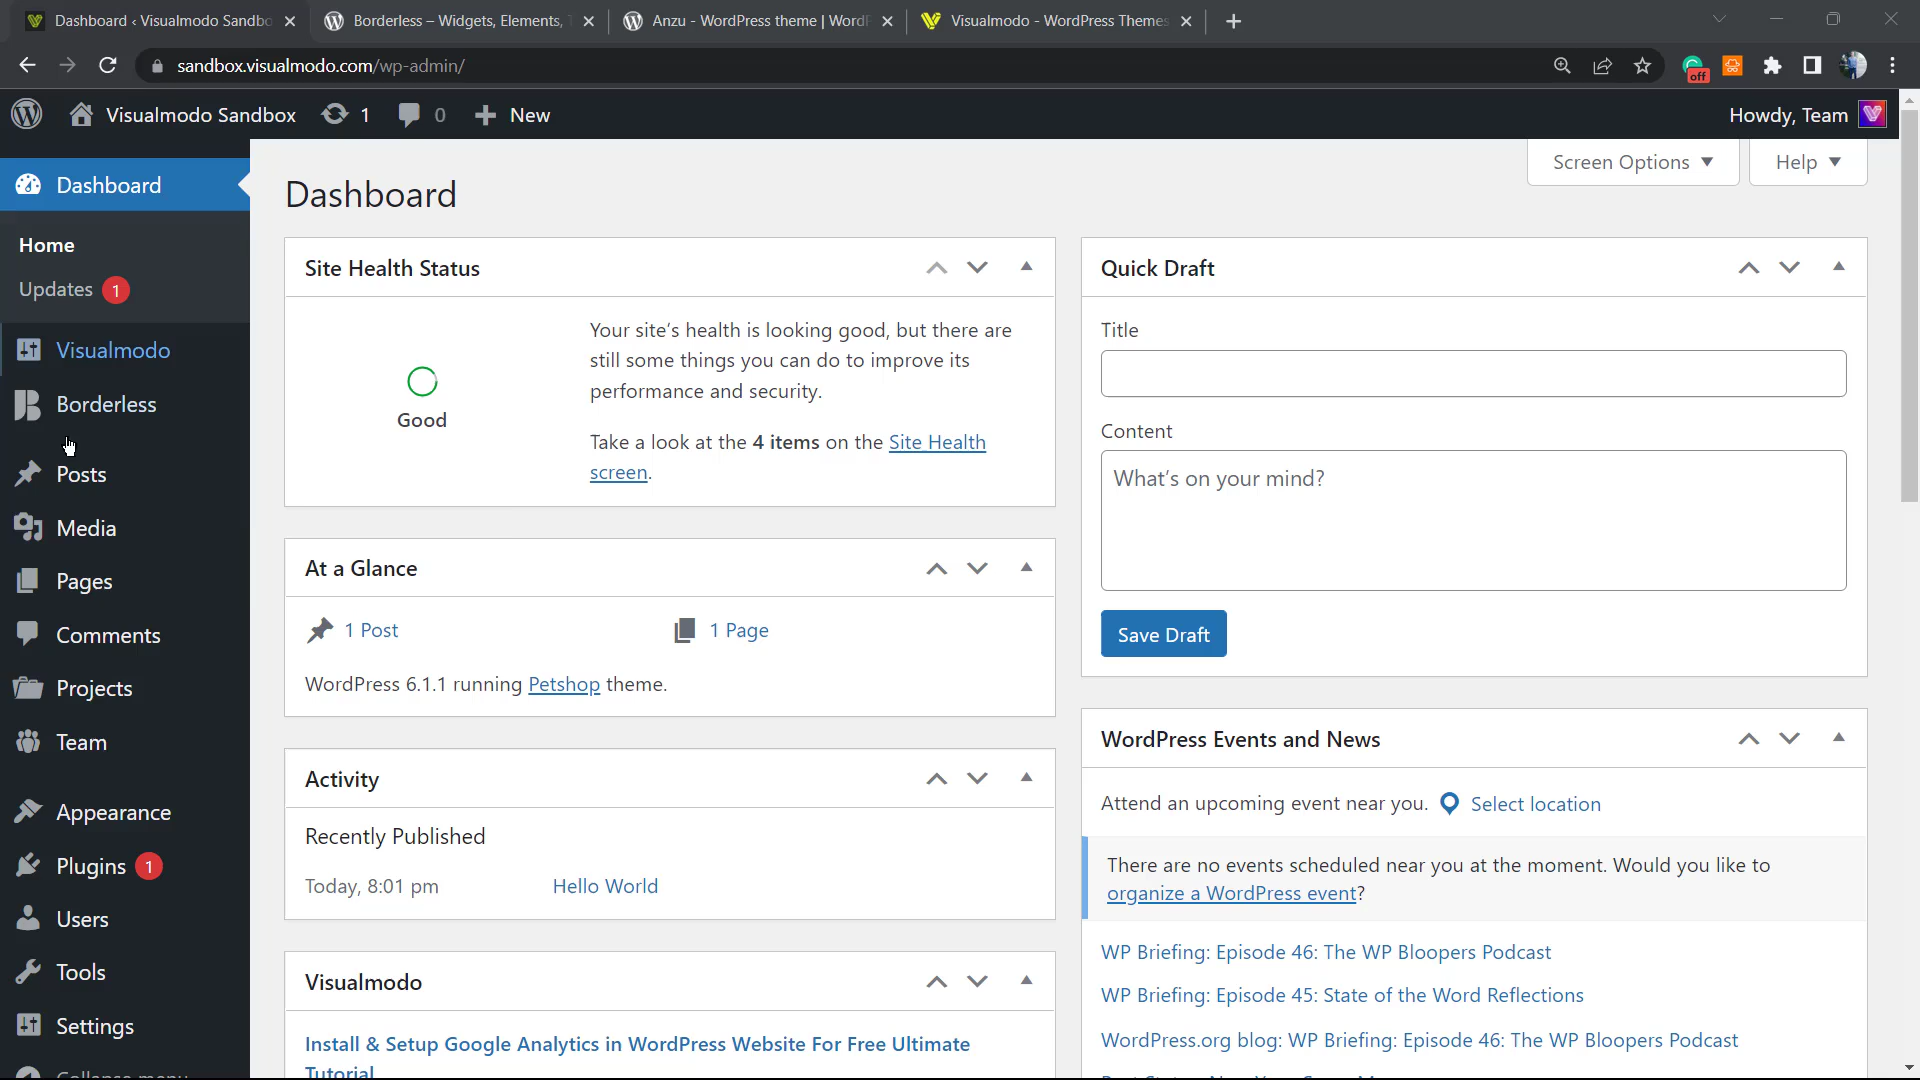 Dashboard ‹ Visualmodo Sandbo
Borderless – Widgets, Elements,
Anzu - WordPress theme | Word
Visualmodo - WordPress Themes
sandbox.visualmodo.com/wp-admin/
off
Visualmodo Sandbox
1
0
New
Howdy, Team
Dashboard
Home
Updates 1
Visualmodo
Borderless
Posts
Media
Pages
Comments
Projects
Team
Appearance
Plugins 1
Users
Tools
Settings
Collapse menu
Screen Options
Help
Dashboard
Site Health Status
Good
Your site's health is looking good, but there are
still some things you can do to improve its
performance and security.
Take a look at the 4 items on the Site Health
screen.
At a Glance
1 Post
1 Page
WordPress 6.1.1 running Petshop theme.
Activity
Recently Published
Today, 8:01 pm
Hello World
Visualmodo
Install & Setup Google Analytics in WordPress Website For Free Ultimate
Tutorial
Quick Draft
Title
Content
What's on your mind?
Save Draft
WordPress Events and News
Attend an upcoming event near you.
Select location
There are no events scheduled near you at the moment. Would you like to
organize a WordPress event?
WP Briefing: Episode 46: The WP Bloopers Podcast
WP Briefing: Episode 45: State of the Word Reflections
WordPress.org blog: WP Briefing: Episode 46: The WP Bloopers Podcast